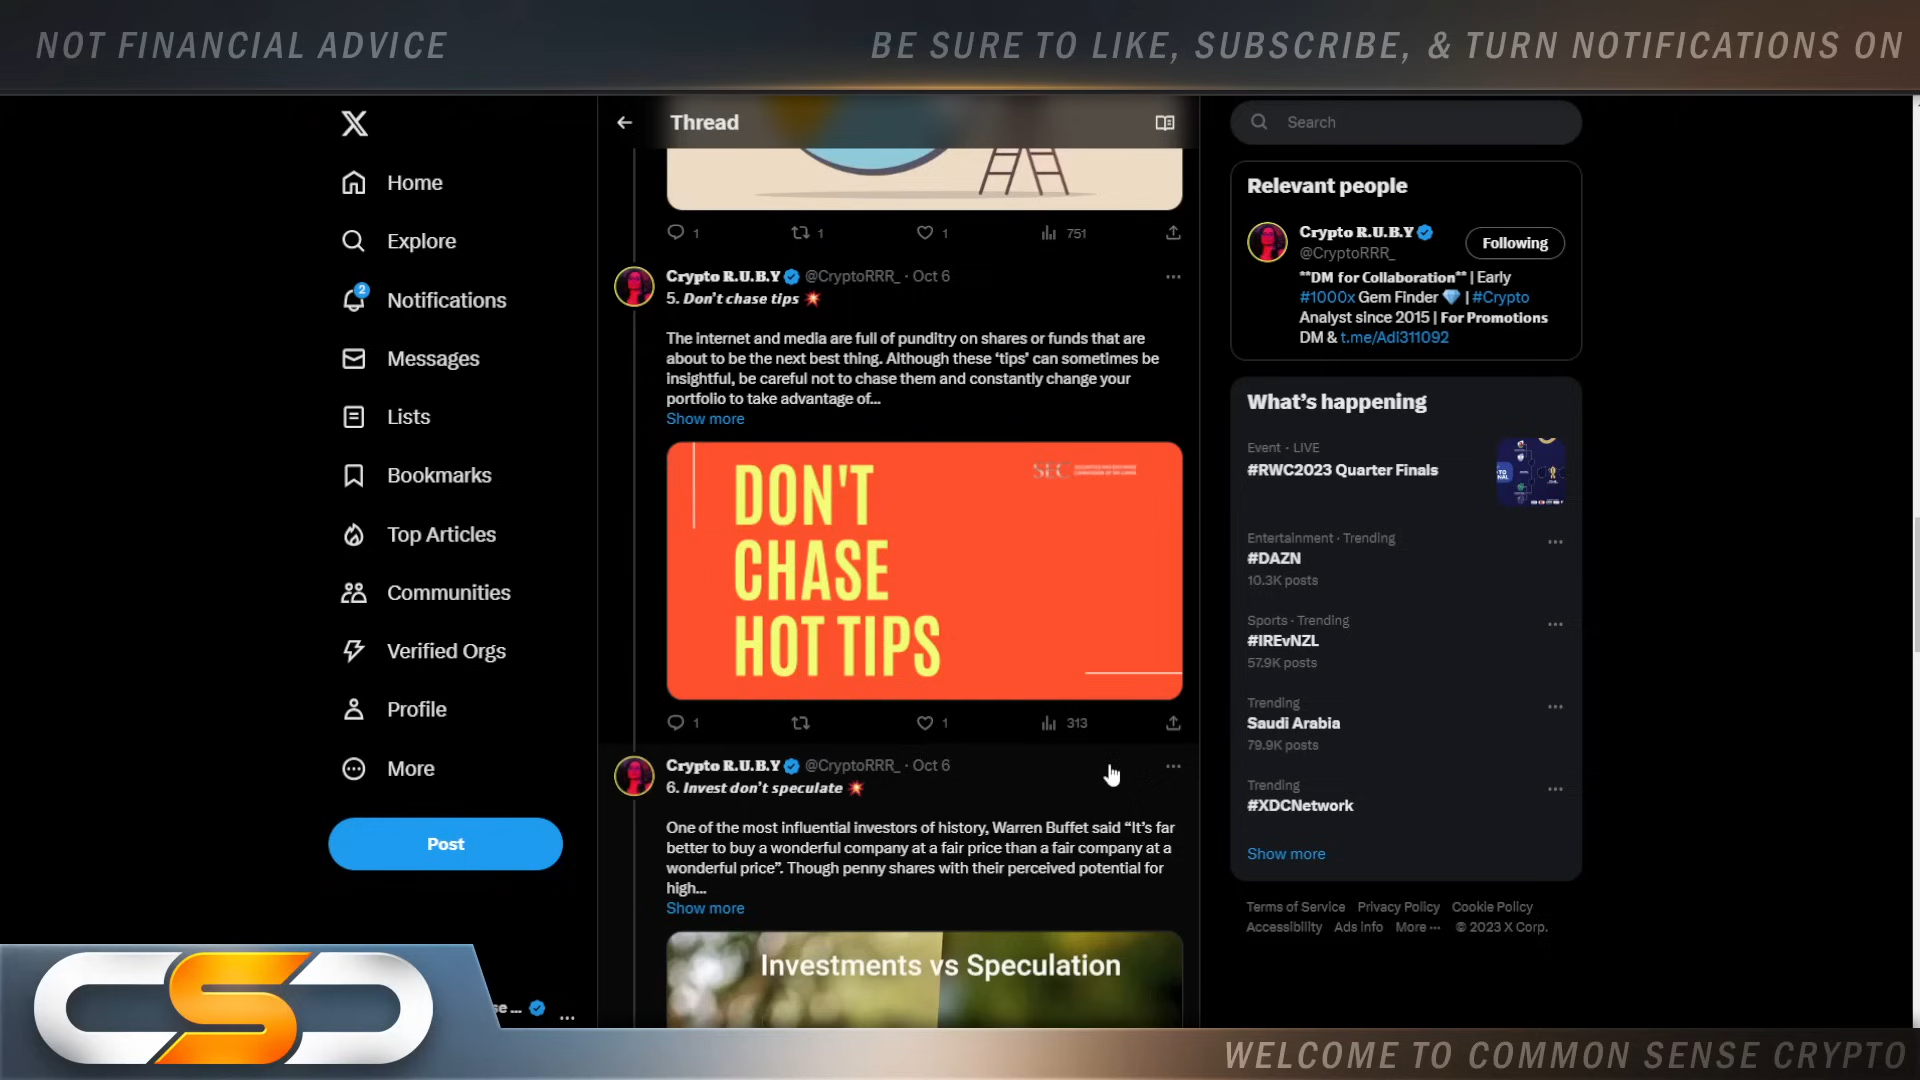 NOT FINANCIAL ADVICE
BE SURE TO LIKE, SUBSCRIBE, & TURN NOTIFICATIONS ON
X
Home
Explore
2
Notifications
Messages
Lists
Bookmarks
Top Articles
Communities
Verified Orgs
Profile
More
Post
Thread
1 1 1 751
Crypto R.U.B.Y @CryptoRRR_ · Oct 6
5. Don't chase tips 💥
The internet and media are full of punditry on shares or funds that are
about to be the next best thing. Although these ‘tips’ can sometimes be
insightful, be careful not to chase them and constantly change your
portfolio to take advantage of...
Show more
SEC
DON'T
CHASE
HOT TIPS
1 1 313
Crypto R.U.B.Y @CryptoRRR_ · Oct 6
6. Invest don't speculate 💥
One of the most influential investors of history, Warren Buffet said “It’s far
better to buy a wonderful company at a fair price than a fair company at a
wonderful price”. Though penny shares with their perceived potential for
high...
Show more
Investments vs Speculation
Search
Relevant people
Crypto R.U.B.Y
@CryptoRRR_
Following
**DM for Collaboration** | Early
#1000x Gem Finder 💎 | #Crypto
Analyst since 2015 | For Promotions
DM & t.me/Adi311092
What’s happening
Event · LIVE
#RWC2023 Quarter Finals
Entertainment · Trending
#DAZN
10.3K posts
Sports · Trending
#IREvNZL
57.9K posts
Trending
Saudi Arabia
79.9K posts
Trending
#XDCNetwork
Show more
Terms of Service Privacy Policy Cookie Policy
Accessibility Ads info More ··· © 2023 X Corp.
CSC
se ...
WELCOME TO COMMON SENSE CRYPTO